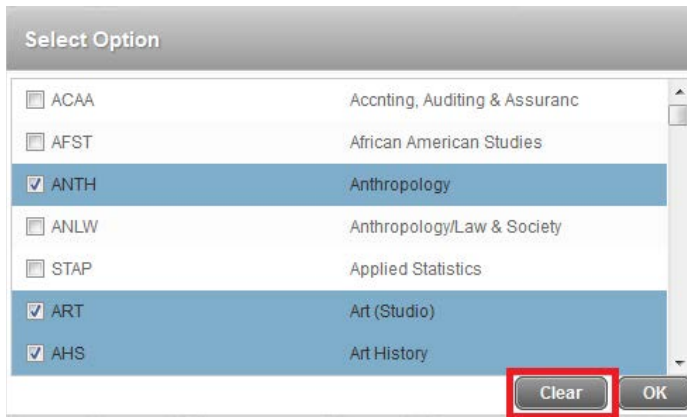 Select Option
ACAA Accnting, Auditing & Assuranc
AFST African American Studies
ANTH Anthropology
ANLW Anthropology/Law & Society
STAP Applied Statistics
ART Art (Studio)
AHS Art History
Clear OK